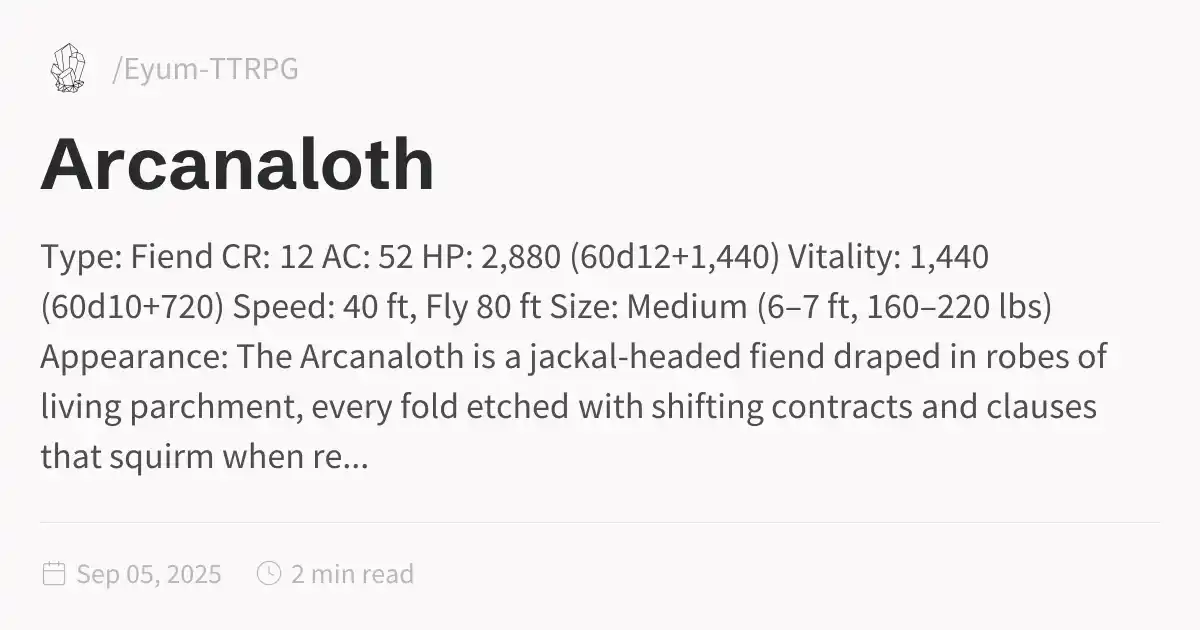 /Eyum-TTRPG
Arcanaloth
Type: Fiend CR: 12 AC: 52 HP: 2,880 (60d12+1,440) Vitality: 1,440
(60d10+720) Speed: 40 ft, Fly 80 ft Size: Medium (6–7 ft, 160–220 lbs)
Appearance: The Arcanaloth is a jackal-headed fiend draped in robes of
living parchment, every fold etched with shifting contracts and clauses
that squirm when re...
Sep 05, 2025 2 min read